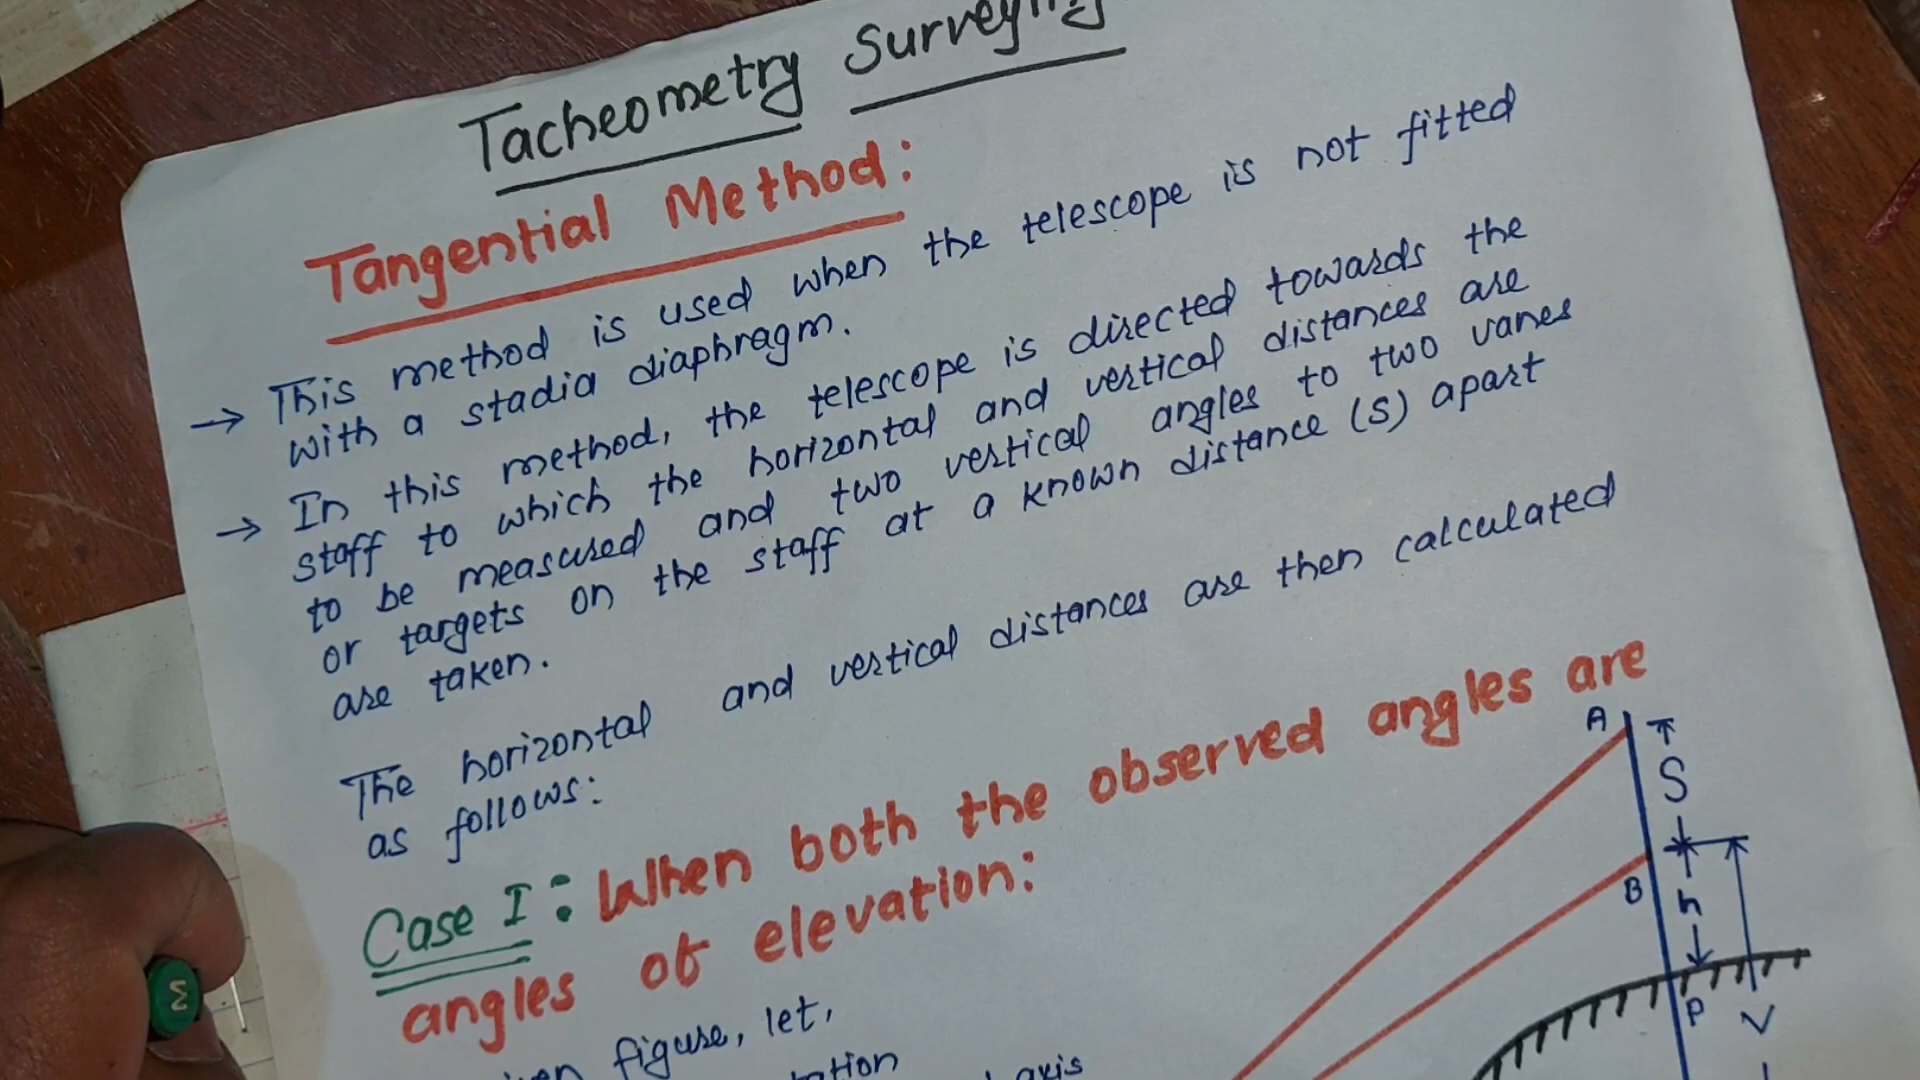 Tacheometry Surveying
Tangential Method:
→ This method is used when the telescope is not fitted
with a stadia diaphragm.
→ In this method, the telescope is directed towards the
staff to which the horizontal and vertical distances are
to be measured and two vertical angles to two vanes
or targets on the staff at a known distance (S) apart
are taken.
The horizontal and vertical distances are then calculated
as follows:
Case I: When both the observed angles are
angles of elevation:
figure, let,
axis
A
S
B
h
P
V